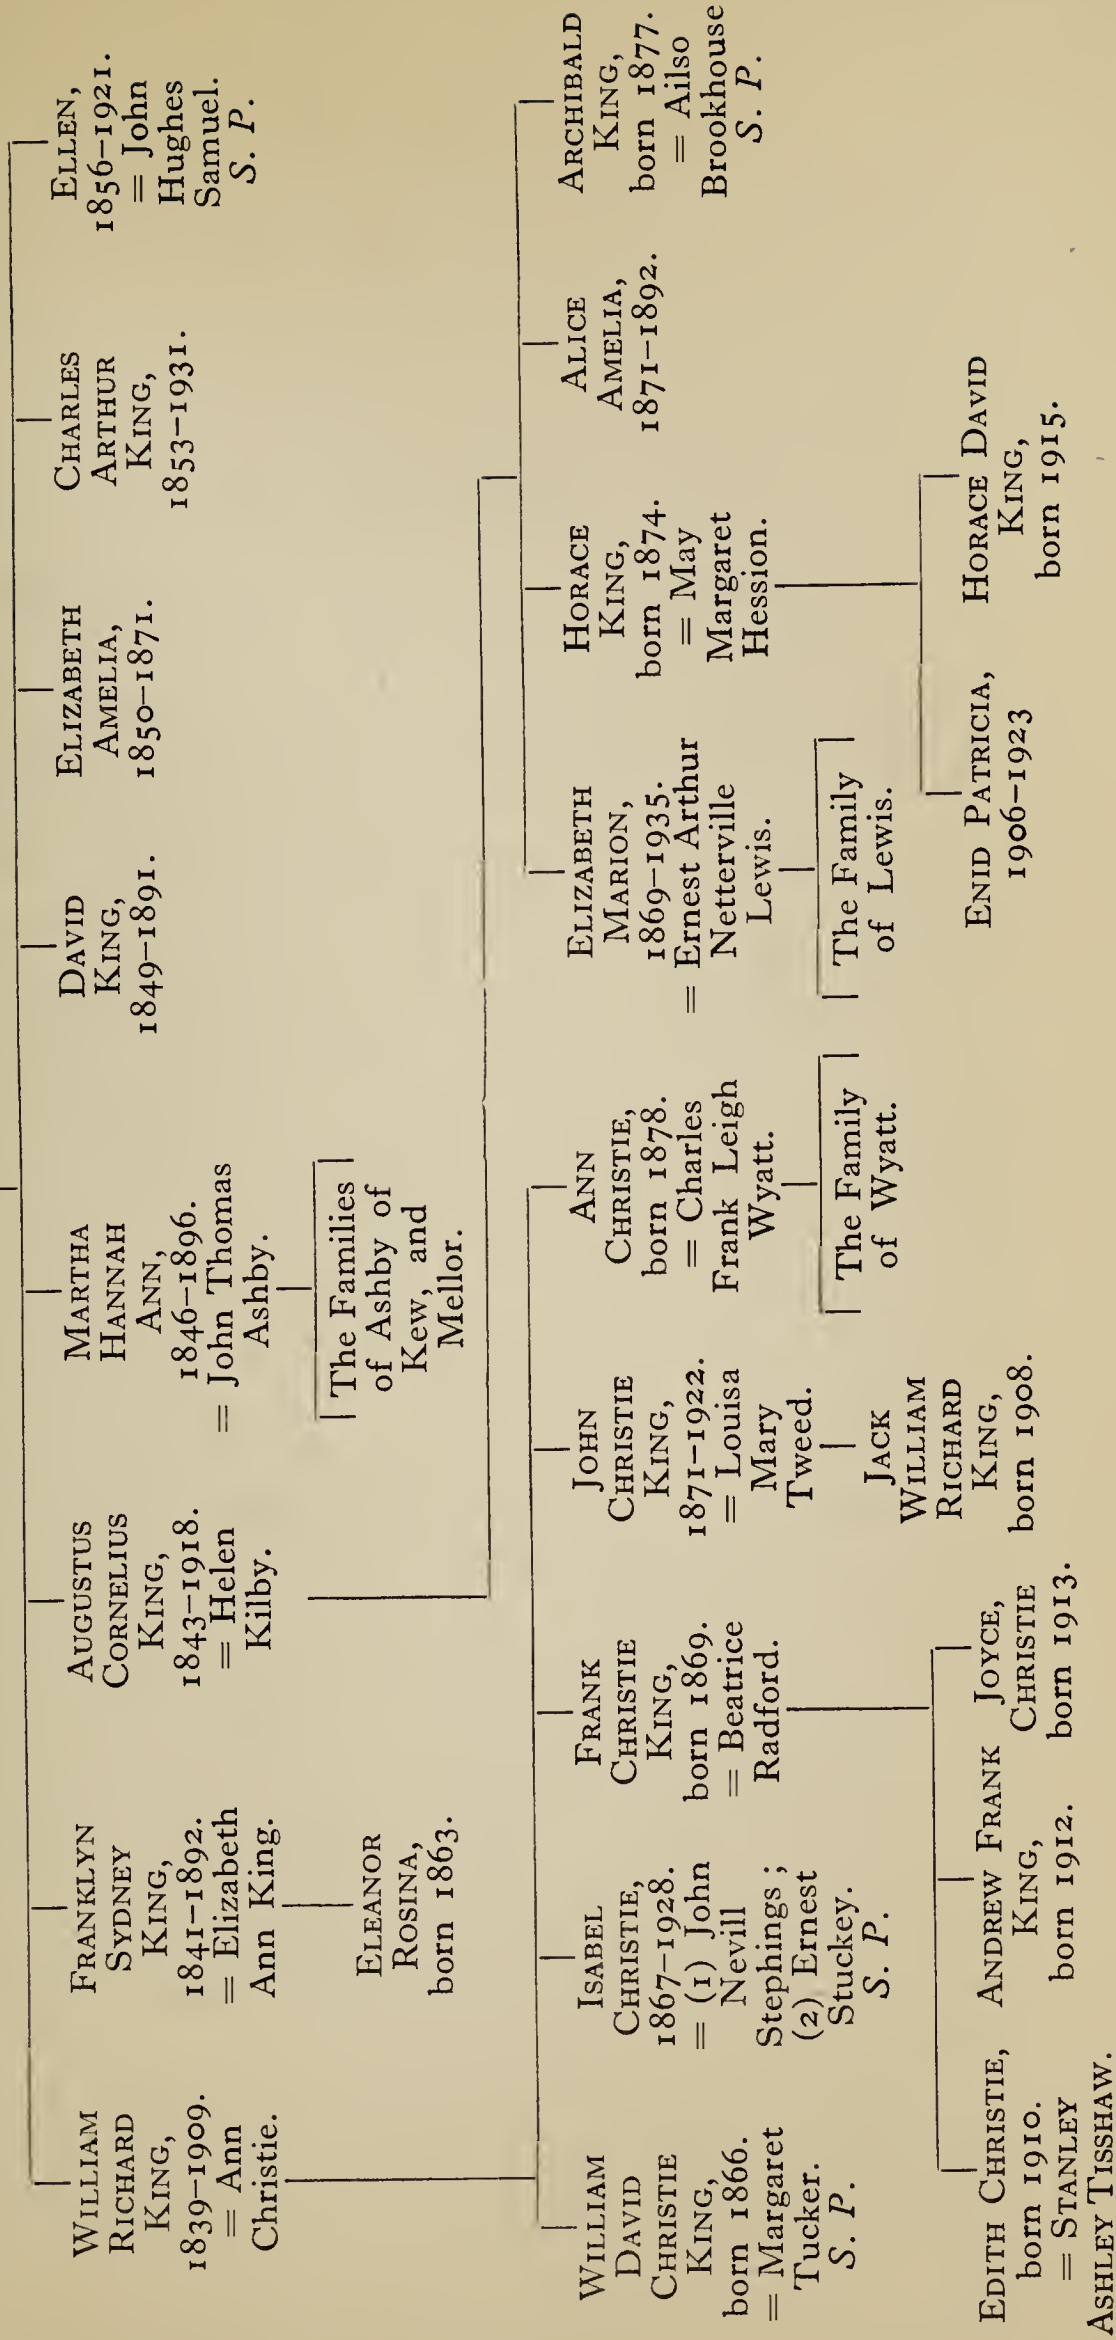 WILLIAM
RICHARD
KING,
1839–1909.
= Ann
Christie.
FRANKLYN
SYDNEY
KING,
1841–1892.
= Elizabeth
Ann King.
AUGUSTUS
CORNELIUS
KING,
1843–1918.
= Helen
Kilby.
MARTHA
HANNAH
ANN,
1846–1896.
= John Thomas
Ashby.
DAVID
KING,
1849–1891.
ELIZABETH
AMELIA,
1850–1871.
CHARLES
ARTHUR
KING,
1853–1931.
ELLEN,
1856–1921.
= John
Hughes
Samuel.
S. P.
ELEANOR
ROSINA,
born 1863.
The Families
of Ashby of
Kew, and
Mellor.
WILLIAM
DAVID
CHRISTIE
KING,
born 1866.
= Margaret
Tucker.
S. P.
ISABEL
CHRISTIE,
1867–1928.
= (1) John
Nevill
Stephings ;
(2) Ernest
Stuckey.
S. P.
FRANK
CHRISTIE
KING,
born 1869.
= Beatrice
Radford.
JOHN
CHRISTIE
KING,
1871–1922.
= Louisa
Mary
Tweed.
ANN
CHRISTIE,
born 1878.
= Charles
Frank Leigh
Wyatt.
ELIZABETH
MARION,
1869–1935.
= Ernest Arthur
Netterville
Lewis.
HORACE
KING,
born 1874.
= May
Margaret
Hession.
ALICE
AMELIA,
1871–1892.
ARCHIBALD
KING,
born 1877.
= Ailso
Brookhouse
S. P.
JACK
WILLIAM
RICHARD
KING,
born 1908.
The Family
of Wyatt.
The Family
of Lewis.
EDITH CHRISTIE,
born 1910.
= STANLEY
ASHLEY TISSHAW.
ANDREW FRANK
KING,
born 1912.
JOYCE,
CHRISTIE
born 1913.
ENID PATRICIA,
1906–1923
HORACE DAVID
KING,
born 1915.